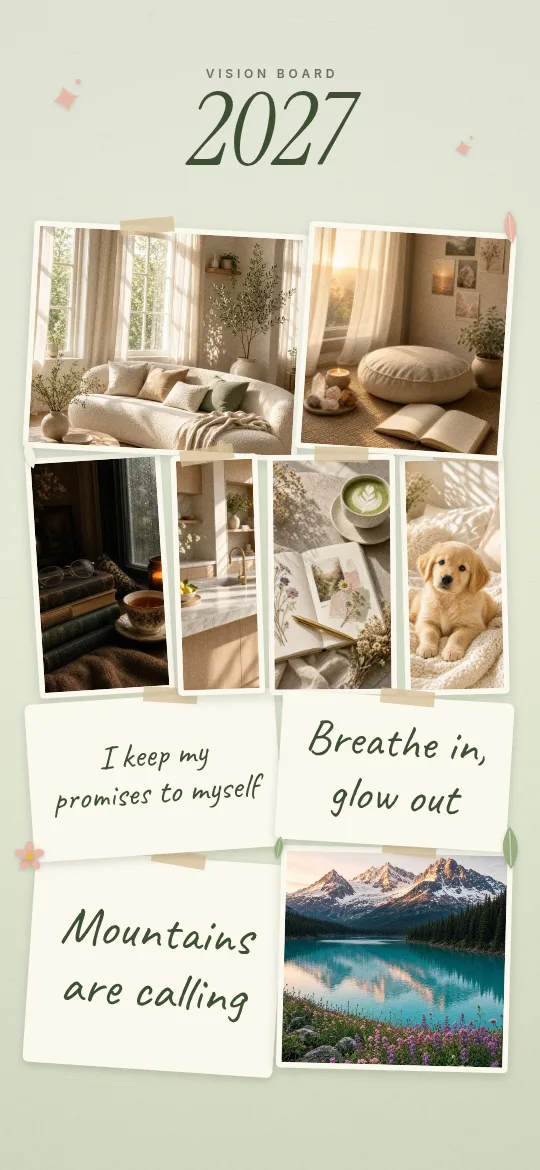 VISION BOARD
2027
I keep my
promises to myself
Breathe in,
glow out
Mountains
are calling